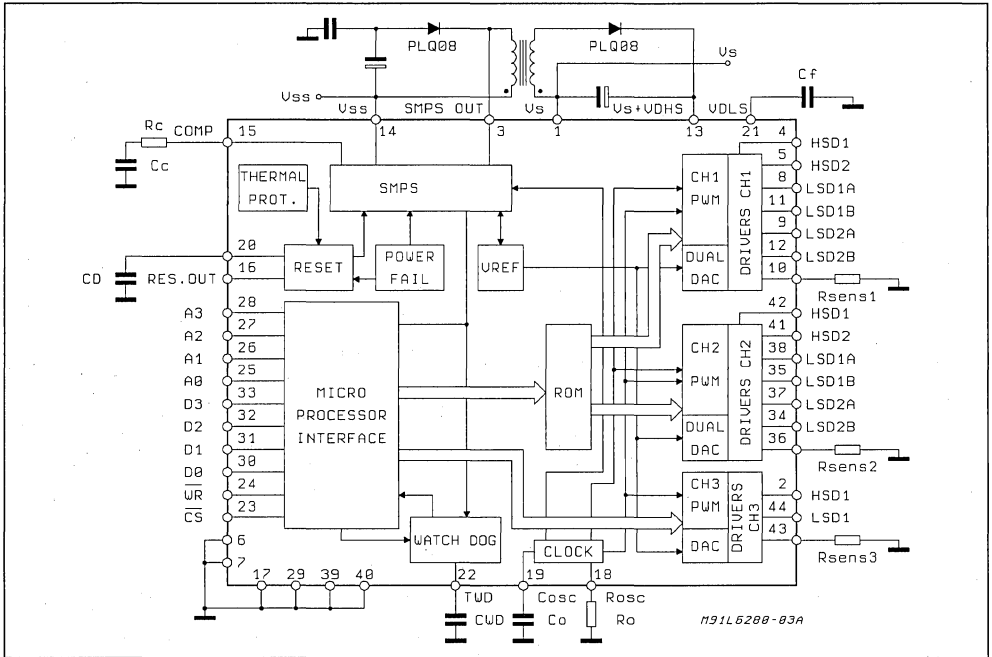 PLQ08 PLQ08
Vs
Cf
Vss
Vss SMPS OUT Vs Vs+VDHS VDLS
Rc COMP 15 14 3 1 13 21 4 HSD1
Cc
5 HSD2
THERMAL PROT.
SMPS
CH1 PWM
DRIVERS CH1
8 LSD1A
11 LSD1B
9 LSD2A
20
RESET
POWER FAIL
VREF
DUAL DAC
12 LSD2B
CD RES.OUT 16
10
Rsens1
A3 28
42 HSD1
A2 27
41 HSD2
A1 26
38 LSD1A
A0 25
35 LSD1B
D3 33
37 LSD2A
D2 32
34 LSD2B
D1 31
36
Rsens2
D0 30
WR 24
2 HSD1
CS 23
44 LSD1
43
Rsens3
MICRO PROCESSOR INTERFACE
ROM
CH2 PWM
DUAL DAC
DRIVERS CH2
CH3 PWM
DAC
DRIVERS CH3
WATCH DOG
CLOCK
6
7
17 29 39 40 22 19 18
TWD Cosc Rosc
CWD Co Ro
M91L6280-03A